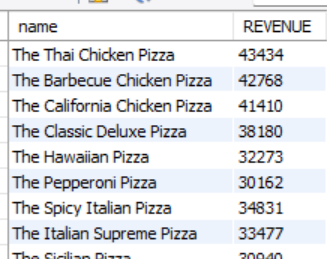 name REVENUE
The Thai Chicken Pizza 43434
The Barbecue Chicken Pizza 42768
The California Chicken Pizza 41410
The Classic Deluxe Pizza 38180
The Hawaiian Pizza 32273
The Pepperoni Pizza 30162
The Spicy Italian Pizza 34831
The Italian Supreme Pizza 33477
The Sicilian Pizza 30940